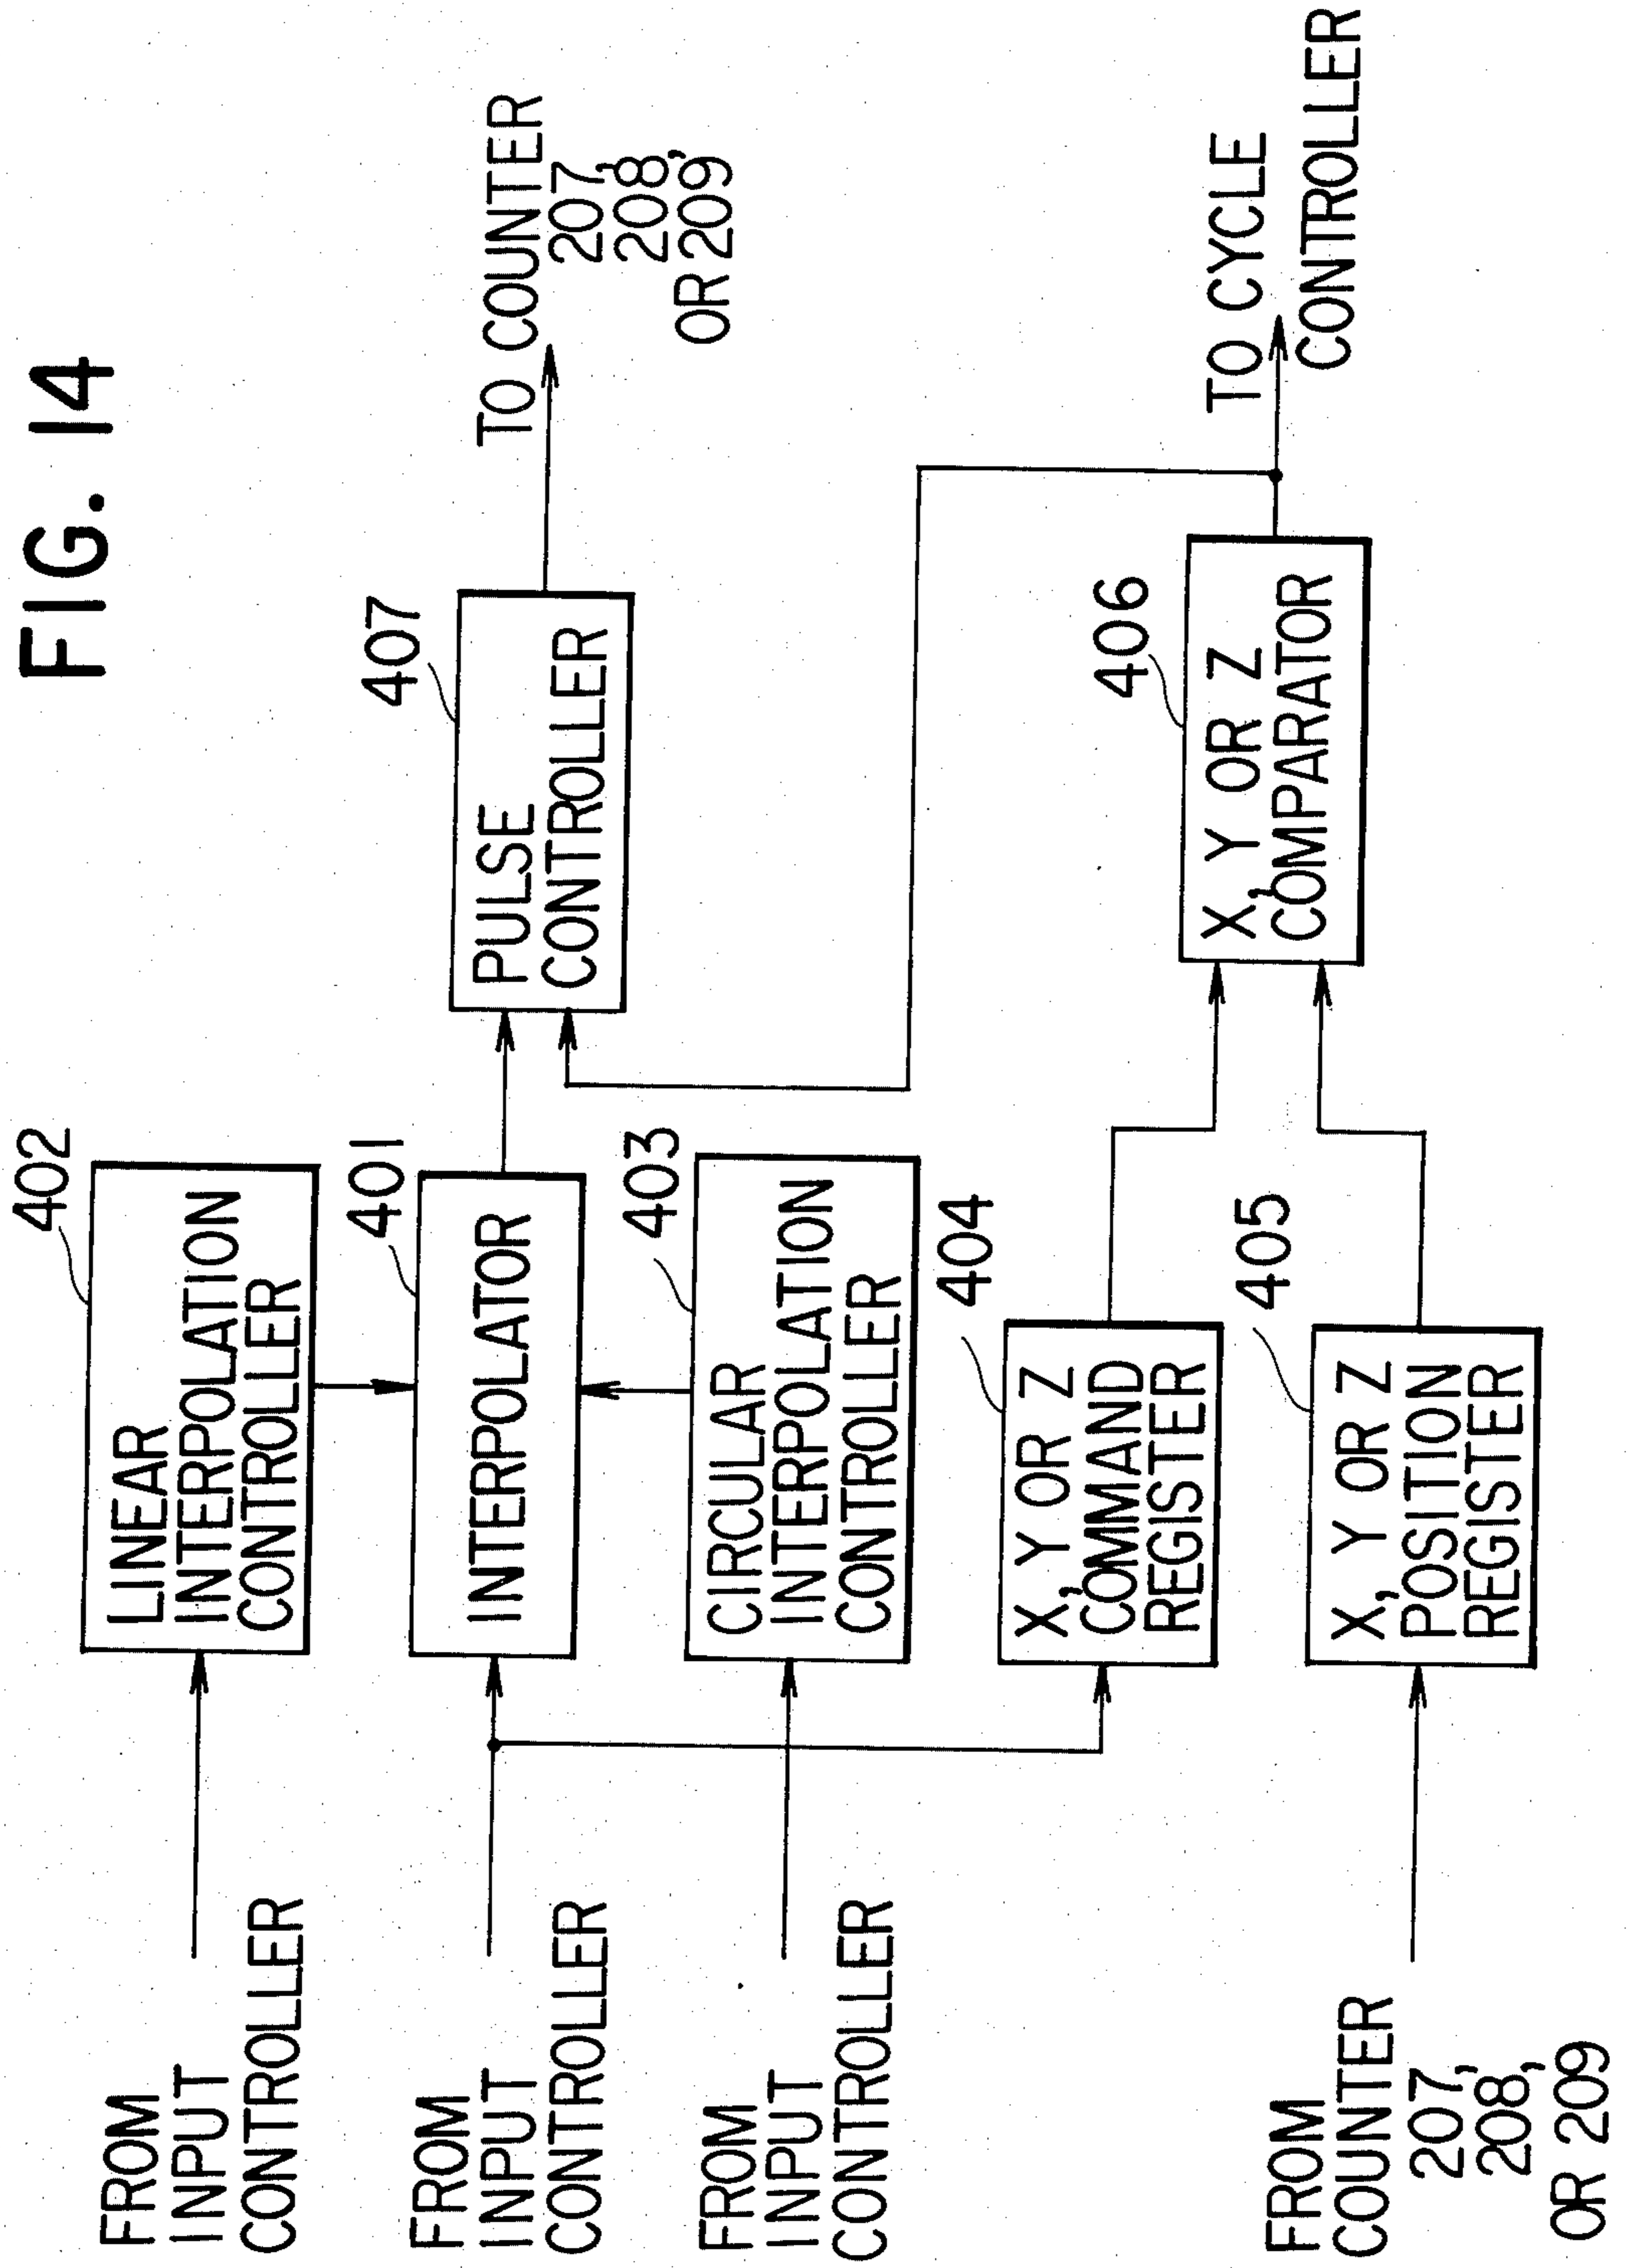 FIG. 14
FROM
INPUT
CONTROLLER
LINEAR
INTERPOLATION
CONTROLLER
402
FROM
INPUT
CONTROLLER
INTERPOLATOR
401
PULSE
CONTROLLER
407
TO COUNTER
207,
208,
OR 209
FROM
INPUT
CONTROLLER
CIRCULAR
INTERPOLATION
CONTROLLER
403
X, Y OR Z
COMMAND
REGISTER
404
X, Y OR Z
COMPARATOR
406
TO CYCLE
CONTROLLER
FROM
COUNTER
207,
208,
OR 209
X, Y OR Z
POSITION
REGISTER
405